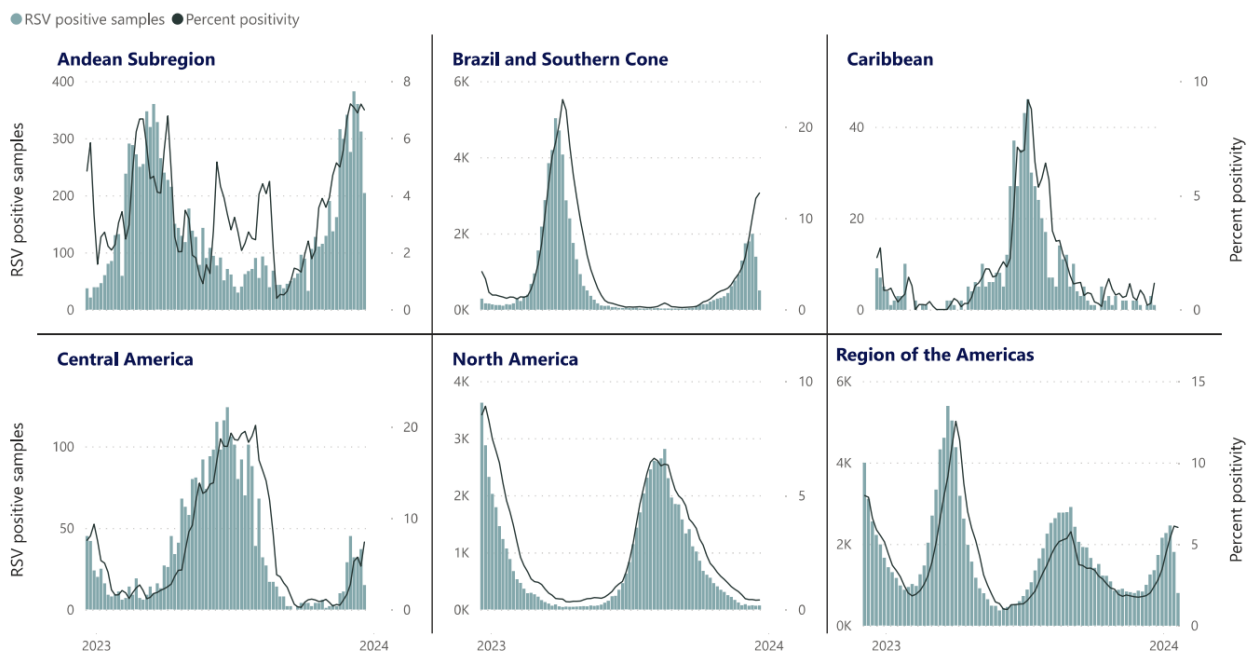 RSV positive samples Percent positivity
Andean Subregion
Brazil and Southern Cone
Caribbean
RSV positive samples
400
300
200
100
0
8
6
4
2
0
6K
4K
2K
0K
20
10
0
40
20
0
10
5
0
Percent positivity
Central America
North America
Region of the Americas
RSV positive samples
100
50
0
20
10
0
4K
3K
2K
1K
0K
10
5
0
6K
4K
2K
0K
15
10
5
0
Percent positivity
2023
2024
2023
2024
2023
2024